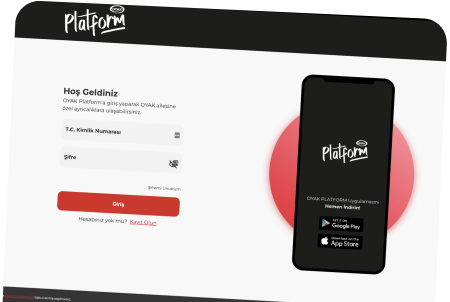 OYAK
Platform
Hoş Geldiniz
OYAK Platform'a giriş yaparak OYAK ailesine
özel ayrıcalıklara ulaşabilirsiniz.
T.C. Kimlik Numarası
Şifre
Şifremi Unuttum
Giriş
Hesabınız yok mu? Kayıt Olun
OYAK
Platform
OYAK PLATFORM Uygulamasını
Hemen İndirin!
GET IT ON
Google Play
Download on the
App Store